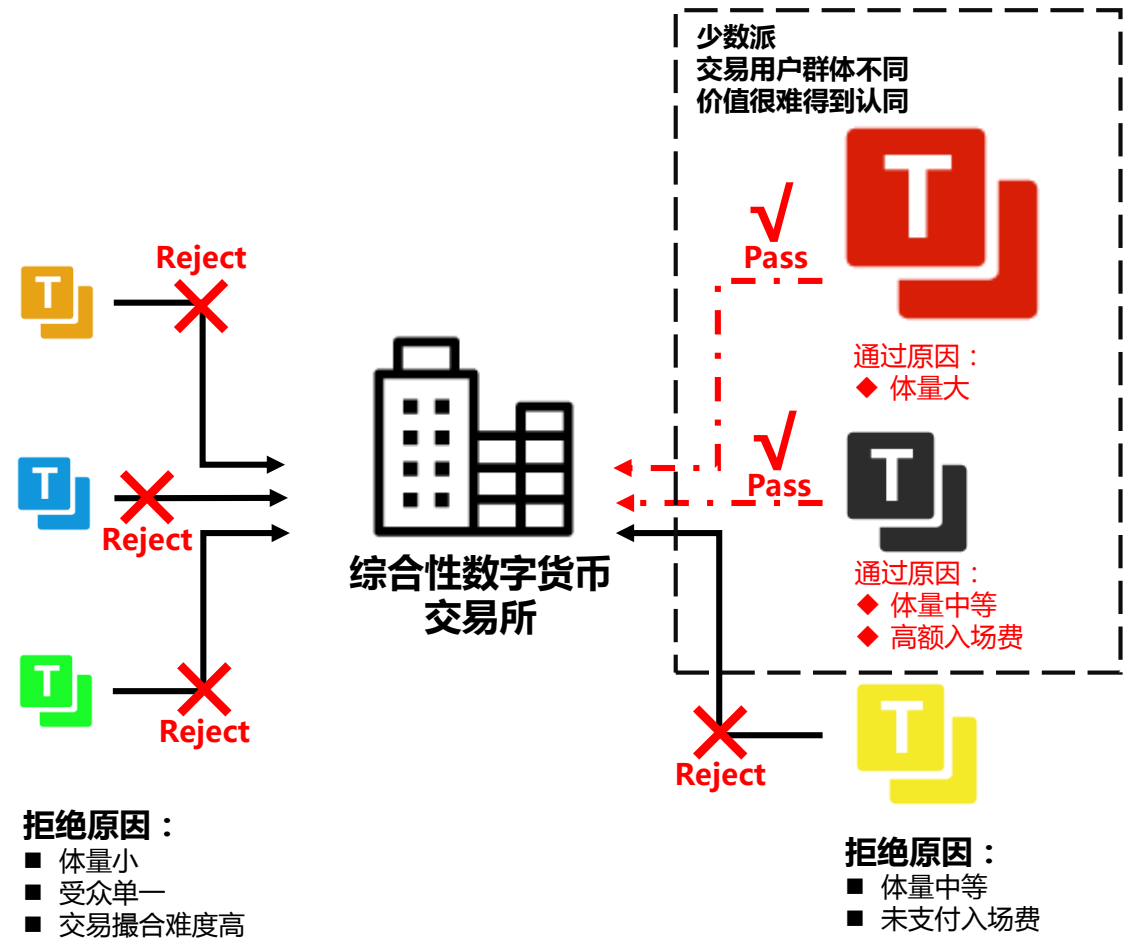 少数派
交易用户群体不同
价值很难得到认同
T
√
Pass
Reject
T
通过原因：
◆ 体量大
√
Pass
T
T
Reject
综合性数字货币
交易所
通过原因：
◆ 体量中等
◆ 高额入场费
T
Reject
T
Reject
拒绝原因：
■ 体量小
■ 受众单一
■ 交易撮合难度高
拒绝原因：
■ 体量中等
■ 未支付入场费